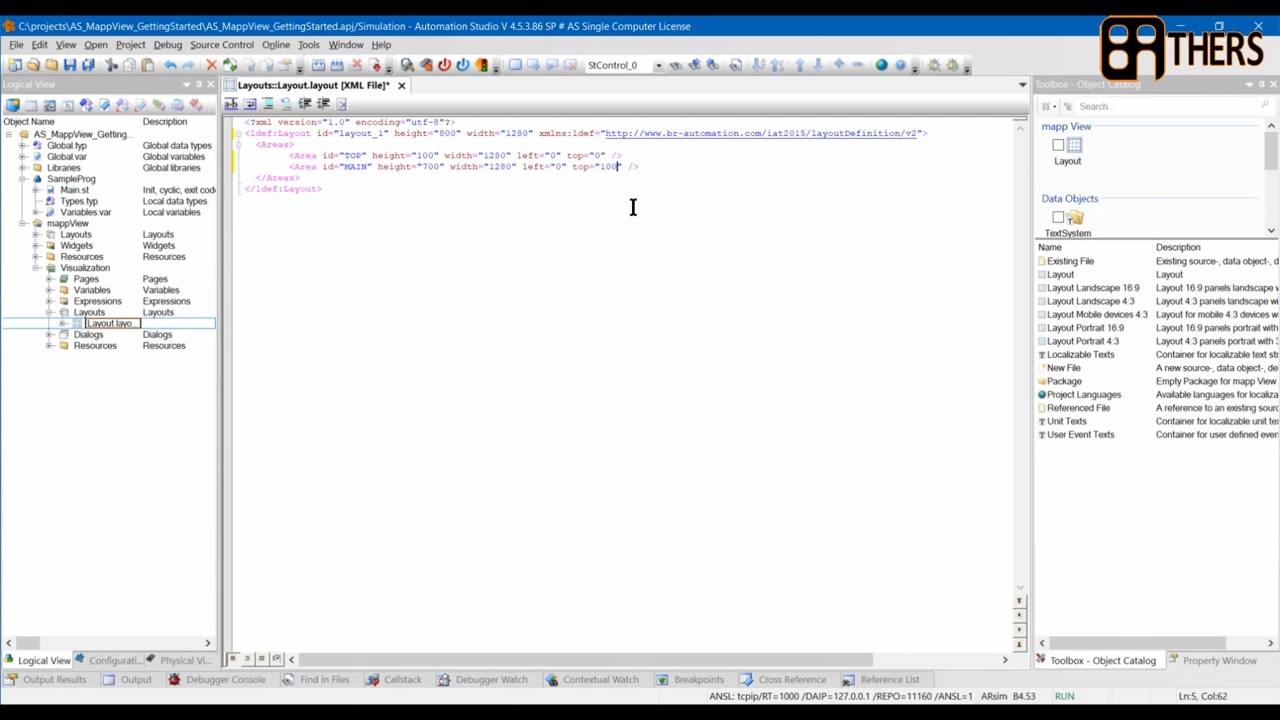 C:\projects\AS_MappView_GettingStarted\AS_MappView_GettingStarted.apj/Simulation - Automation Studio V 4.5.3.86 SP # AS Single Computer License
File Edit View Open Project Debug Source Control Online Tools Window Help
THERS
StControl_0
Logical View
Layouts::Layout.layout [XML File]*
Toolbox - Object Catalog
Object Name Description
AS_MappView_Getting...
Global.typ Global data types
Global.var Global variables
Libraries Global libraries
SampleProg
Main.st Init, cyclic, exit code
Types.typ Local data types
Variables.var Local variables
mappView
Layouts Layouts
Widgets Widgets
Resources Resources
Visualization
Pages Pages
Variables Variables
Expressions Expressions
Layouts Layouts
Layout.layo
Dialogs Dialogs
Resources Resources
<?xml version="1.0" encoding="utf-8"?>
<ldef:Layout id="layout_1" height="800" width="1280" xmlns:ldef="http://www.br-automation.com/iat2015/layoutDefinition/v2">
<Areas>
<Area id="TOP" height="100" width="1280" left="0" top="0" />
<Area id="MAIN" height="700" width="1280" left="0" top="100" />
</Areas>
</ldef:Layout>
Search...
mapp View
Layout
Data Objects
TextSystem
Name Description
Existing File Existing source-, data object-, de
Layout Layout
Layout Landscape 16:9 Layout 16:9 panels landscape w
Layout Landscape 4:3 Layout 4:3 panels landscape wi
Layout Mobile devices 4:3 Layout for mobile 4:3 devices w
Layout Portrait 16:9 Layout 16:9 panels portrait with
Layout Portrait 4:3 Layout 4:3 panels portrait with 3
Localizable Texts Container for localizable text str
New File A new source-, data object-, de
Package Empty Package for mapp View
Project Languages Available languages for localiza
Referenced File A reference to an existing sourc
Unit Texts Container for localizable unit tex
User Event Texts Container for user defined even
Logical View Configurati... Physical Vi...
Toolbox - Object Catalog Property Window
Output Results Output Debugger Console Find in Files Callstack Debugger Watch Contextual Watch Breakpoints Cross Reference Reference List
ANSL: tcpip/RT=1000 /DAIP=127.0.0.1 /REPO=11160 /ANSL=1 ARsim B4.53 RUN Ln:5, Col:62